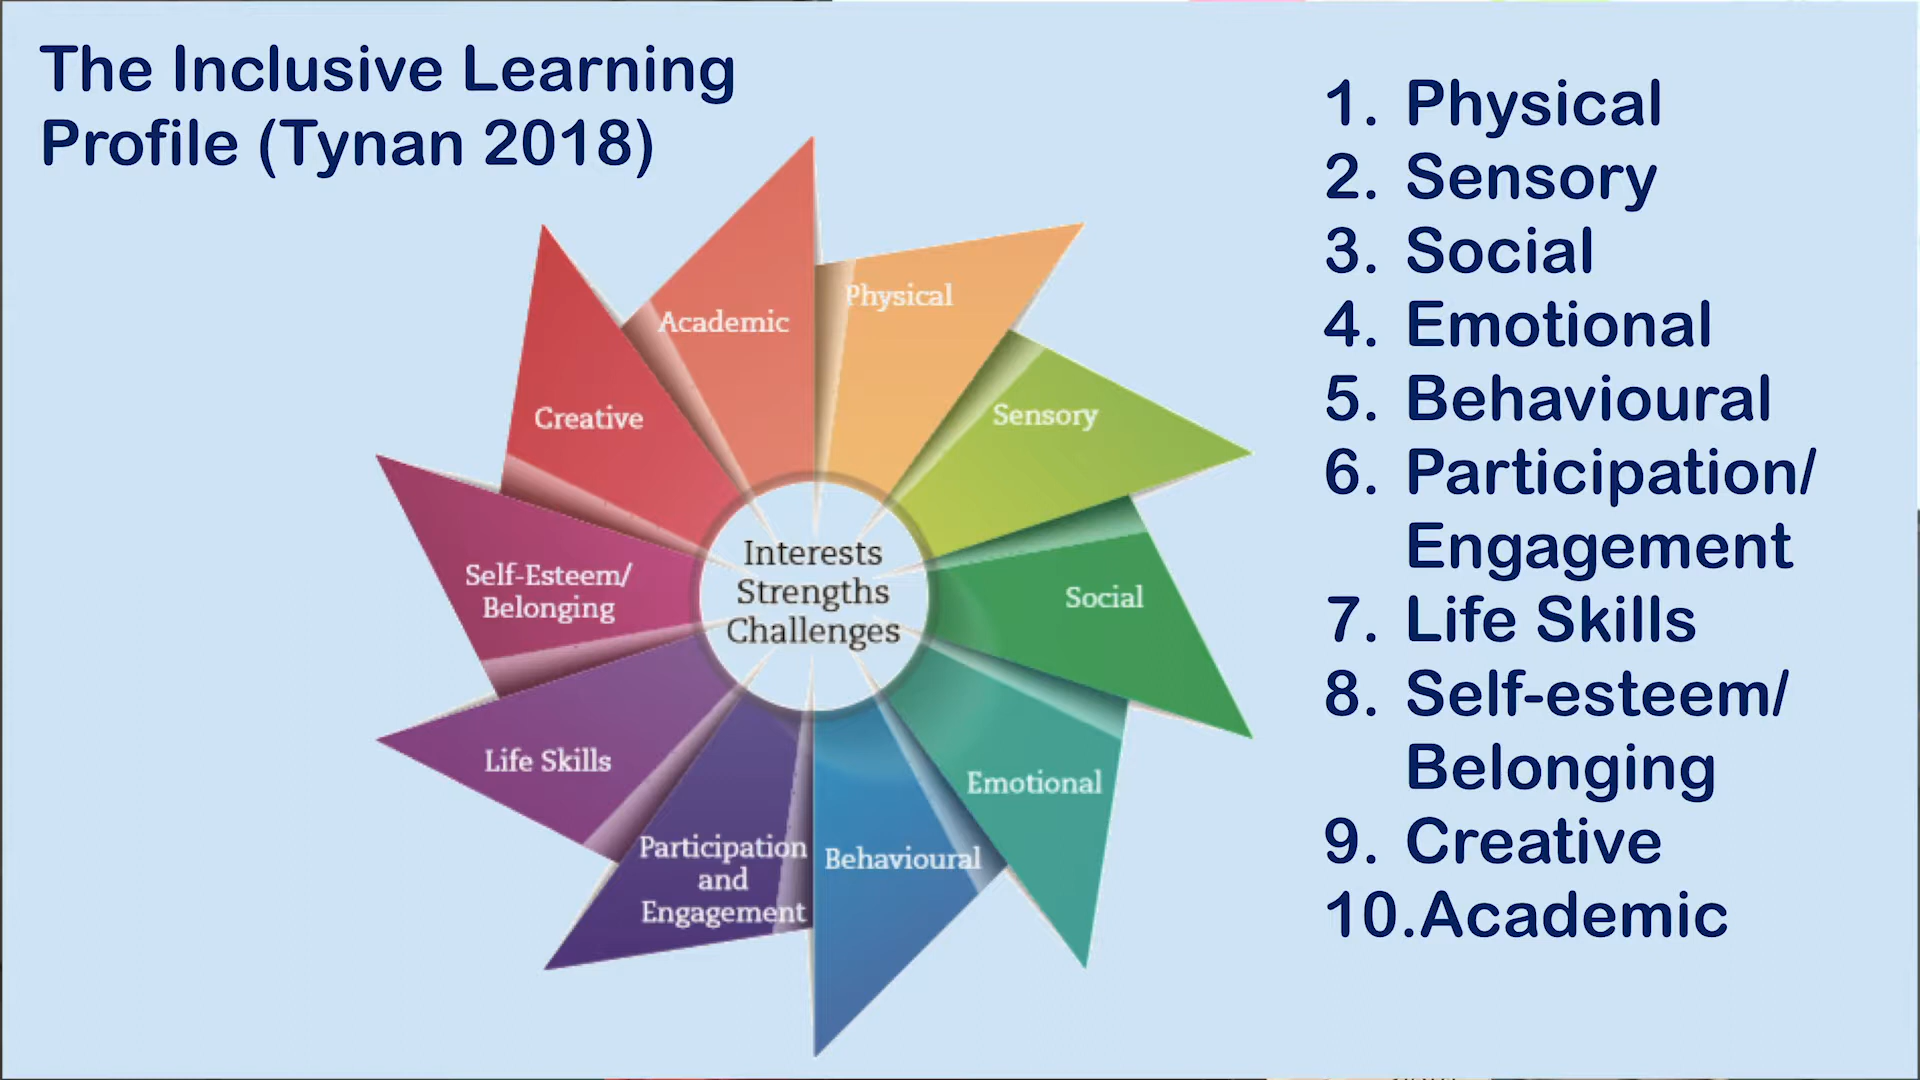 The Inclusive Learning
Profile (Tynan 2018)
Academic
Physical
Creative
Sensory
Self-Esteem/
Belonging
Interests
Strengths
Challenges
Social
Life Skills
Emotional
Participation
and
Engagement
Behavioural
1. Physical
2. Sensory
3. Social
4. Emotional
5. Behavioural
6. Participation/
Engagement
7. Life Skills
8. Self-esteem/
Belonging
9. Creative
10.Academic